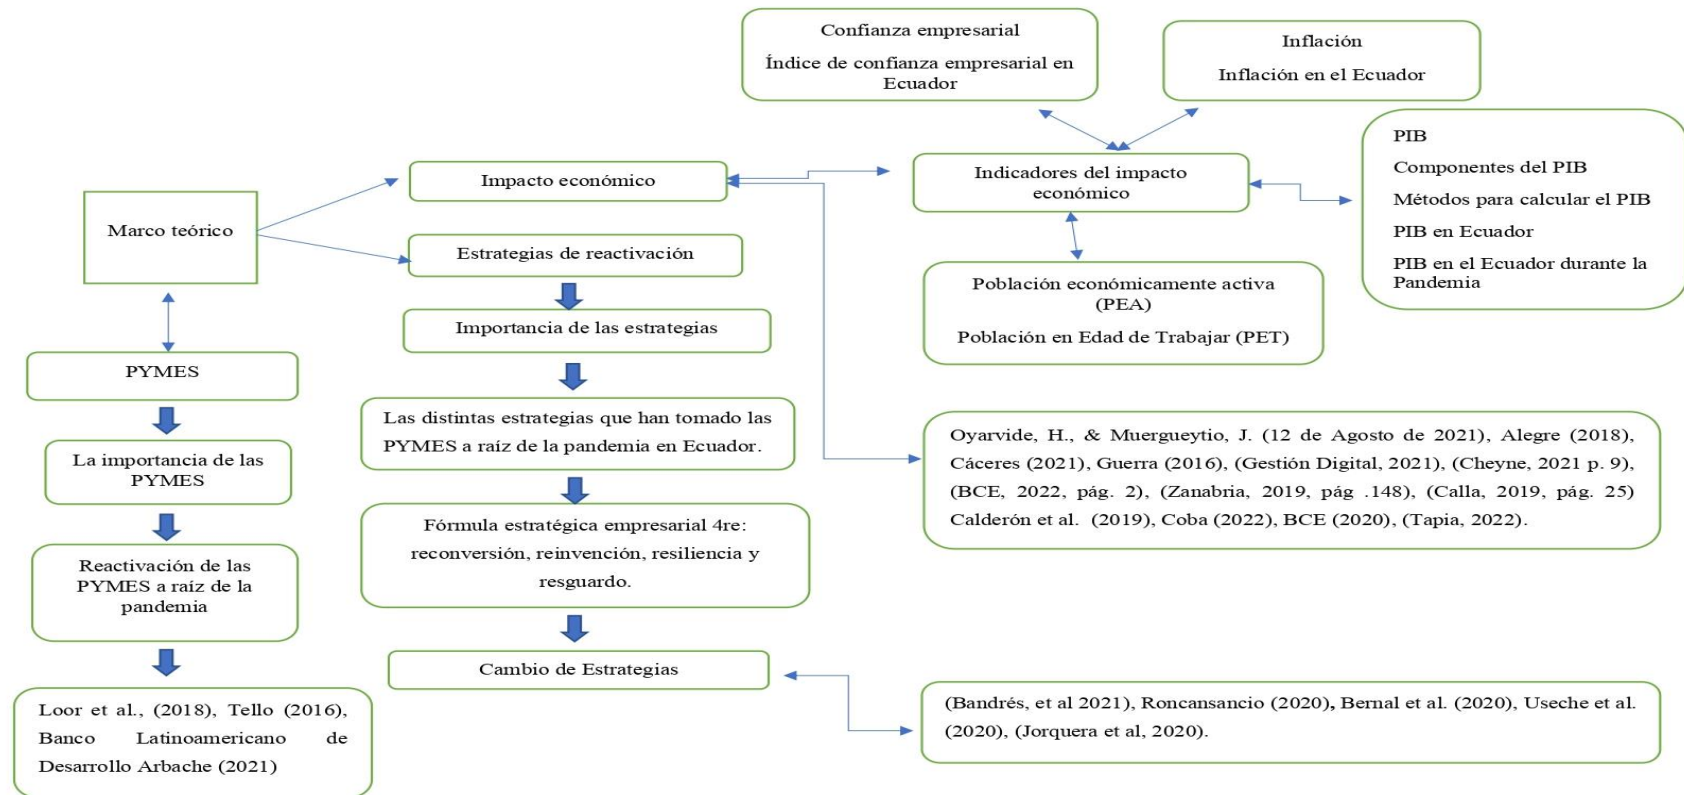 Confianza empresarial
Índice de confianza empresarial en
Ecuador
Inflación
Inflación en el Ecuador
PIB
Componentes del PIB
Métodos para calcular el PIB
PIB en Ecuador
PIB en el Ecuador durante la
Pandemia
Indicadores del impacto
económico
Impacto económico
Marco teórico
Estrategias de reactivación
Población económicamente activa
(PEA)
Población en Edad de Trabajar (PET)
Importancia de las estrategias
PYMES
Las distintas estrategias que han tomado las
PYMES a raíz de la pandemia en Ecuador.
La importancia de las
PYMES
Oyarvide, H., & Muergueytio, J. (12 de Agosto de 2021), Alegre (2018),
Cáceres (2021), Guerra (2016), (Gestión Digital, 2021), (Cheyne, 2021 p. 9),
(BCE, 2022, pág. 2), (Zanabria, 2019, pág .148), (Calla, 2019, pág. 25)
Calderón et al. (2019), Coba (2022), BCE (2020), (Tapia, 2022).
Fórmula estratégica empresarial 4re:
reconversión, reinvención, resiliencia y
resguardo.
Reactivación de las
PYMES a raíz de la
pandemia
Cambio de Estrategias
Loor et al., (2018), Tello (2016),
Banco Latinoamericano de
Desarrollo Arbache (2021)
(Bandrés, et al 2021), Roncansancio (2020), Bernal et al. (2020), Useche et al.
(2020), (Jorquera et al, 2020).